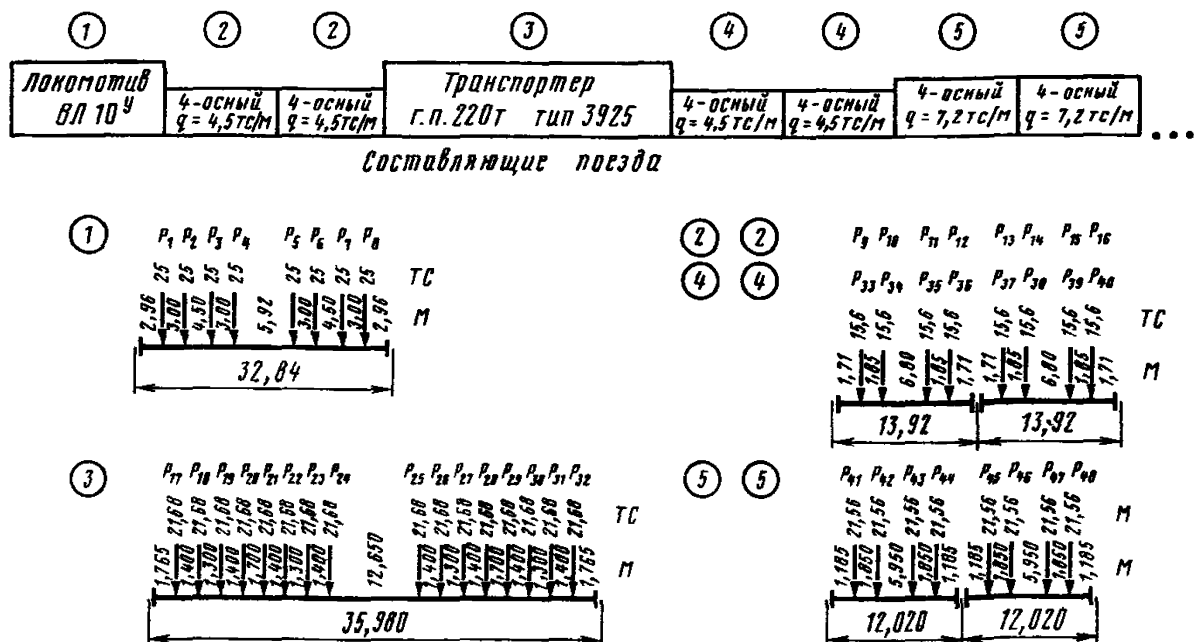 1 2 2 3 4 4 5 5
Локомотив ВЛ 10У
4-осный q = 4,5 тс/м
4-осный q = 4,5 тс/м
Транспортер г.п. 220т тип 3925
4-осный q = 4,5 тс/м
4-осный q = 4,5 тс/м
4-осный q = 7,2 тс/м
4-осный q = 7,2 тс/м
...
Составляющие поезда
1
P1 P2 P3 P4 P5 P6 P7 P8
25 25 25 25 25 25 25 25 ТС
2,96 3,00 4,50 3,00 5,92 3,00 4,50 3,00 2,96 М
32,84
2 2
P9 P10 P11 P12 P13 P14 P15 P16
4 4
P33 P34 P35 P36 P37 P38 P39 P40
15,6 15,6 15,6 15,6 15,6 15,6 15,6 15,6 ТС
1,71 1,85 6,80 1,85 1,71 1,71 1,85 6,80 1,85 1,71 М
13,92 13,92
3
P17 P18 P19 P20 P21 P22 P23 P24 P25 P26 P27 P28 P29 P30 P31 P32
21,68 21,68 21,68 21,68 21,68 21,68 21,68 21,68 21,68 21,68 21,68 21,68 21,68 21,68 21,68 21,68 ТС
1,765 1,400 1,300 1,400 1,700 1,400 1,300 1,400 12,650 1,400 1,300 1,400 1,700 1,400 1,300 1,400 1,765 М
35,980
5 5
P41 P42 P43 P44 P45 P46 P47 P48
21,56 21,56 21,56 21,56 21,56 21,56 21,56 21,56 М
1,185 1,850 5,950 1,850 1,185 1,185 1,850 5,950 1,850 1,185 М
12,020 12,020